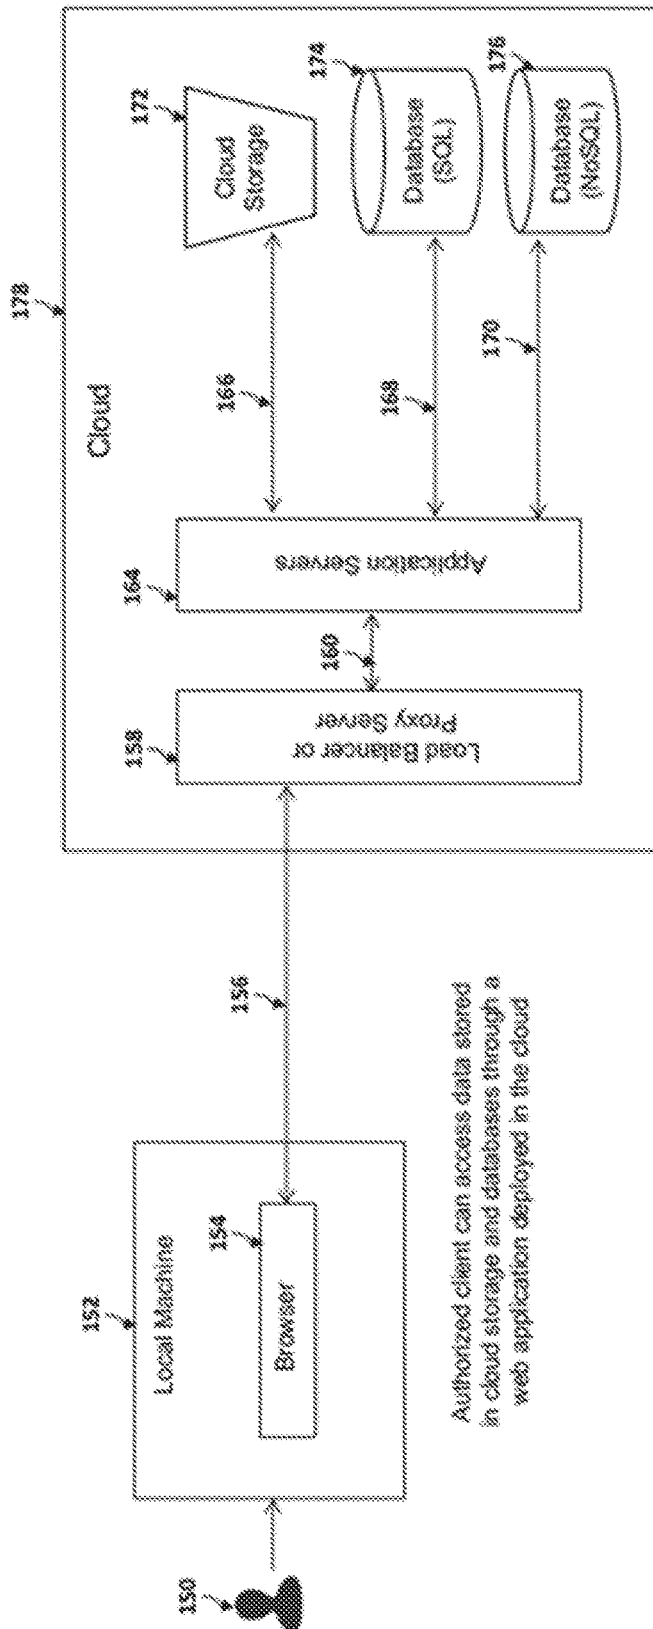 150
152
Local Machine
154
Browser
156
Authorized client can access data stored
in cloud storage and databases through a
web application deployed in the cloud
178
Cloud
158
Load Balancer or
Proxy Server
160
164
Application Servers
166
168
170
172
Cloud
Storage
174
Database
(SQL)
176
Database
(NoSQL)